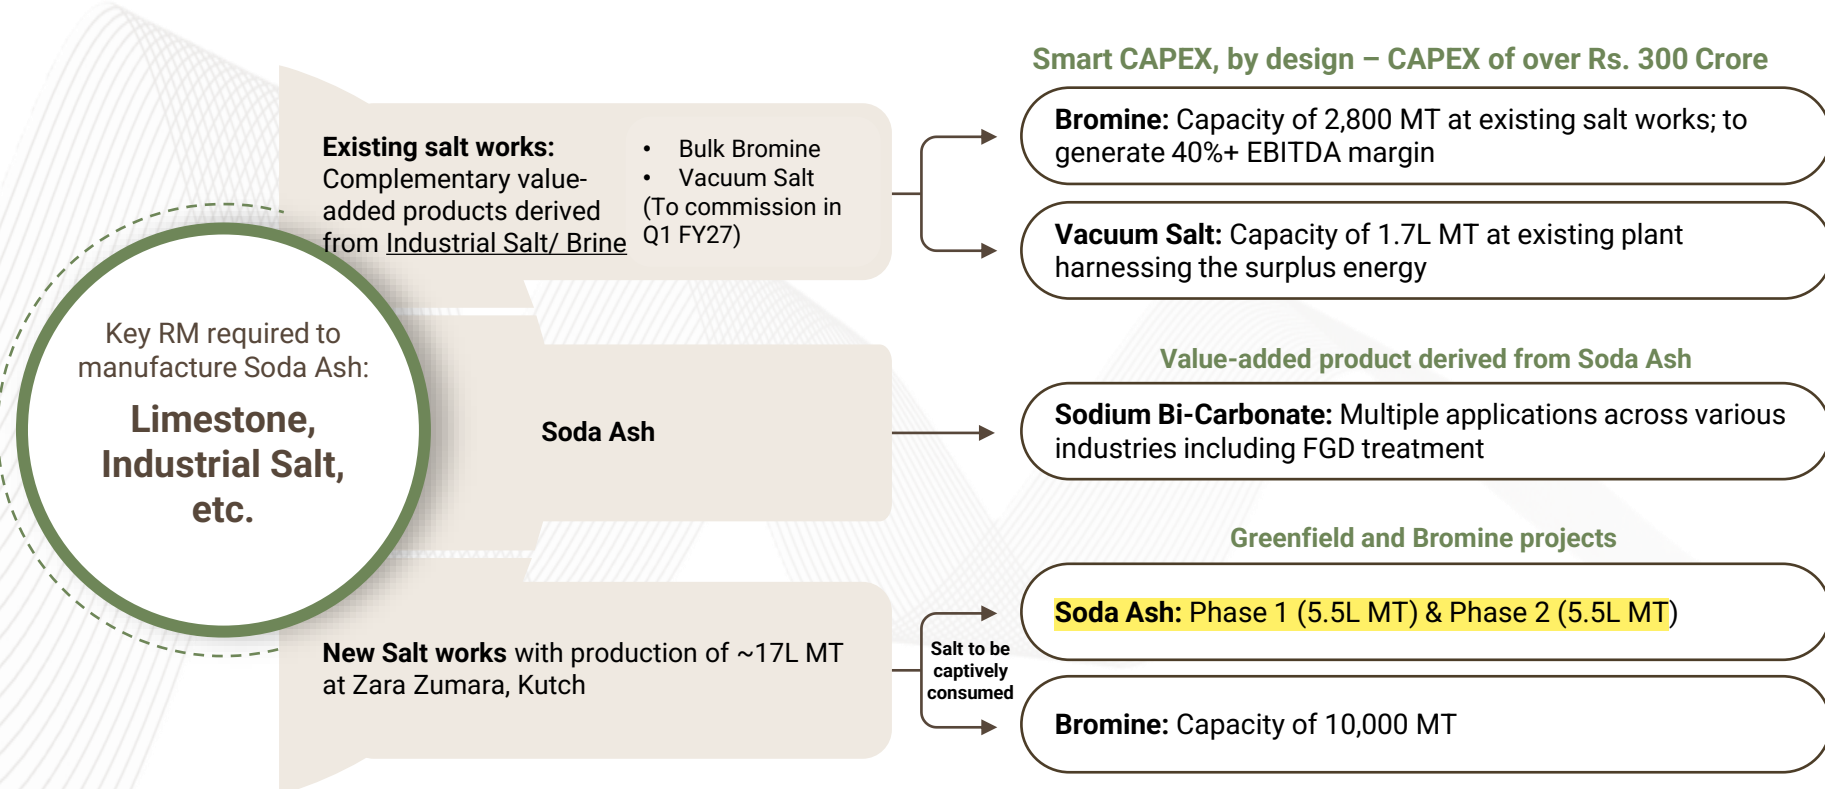 Smart CAPEX, by design – CAPEX of over Rs. 300 Crore
Key RM required to
manufacture Soda Ash:
Limestone,
Industrial Salt,
etc.
Existing salt works:
Complementary value-
added products derived
from Industrial Salt/ Brine
• Bulk Bromine
• Vacuum Salt
(To commission in
Q1 FY27)
Bromine: Capacity of 2,800 MT at existing salt works; to
generate 40%+ EBITDA margin
Vacuum Salt: Capacity of 1.7L MT at existing plant
harnessing the surplus energy
Soda Ash
Value-added product derived from Soda Ash
Sodium Bi-Carbonate: Multiple applications across various
industries including FGD treatment
New Salt works with production of ~17L MT
at Zara Zumara, Kutch
Salt to be
captively
consumed
Greenfield and Bromine projects
Soda Ash: Phase 1 (5.5L MT) & Phase 2 (5.5L MT)
Bromine: Capacity of 10,000 MT